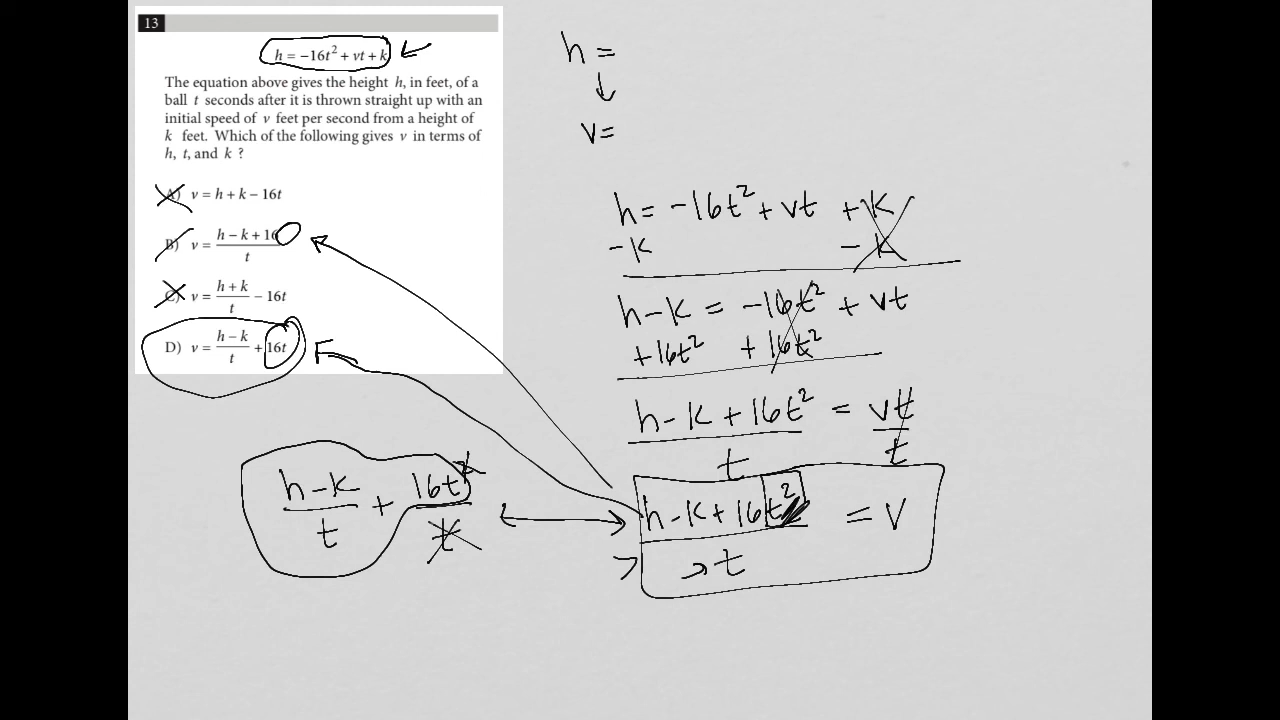 13
h = −16t² + vt + k
The equation above gives the height h, in feet, of a
ball t seconds after it is thrown straight up with an
initial speed of v feet per second from a height of
k feet. Which of the following gives v in terms of
h, t, and k ?
A) v = h + k − 16t
B) v = (h − k + 16)/t
C) v = (h + k)/t − 16t
D) v = (h − k)/t + 16t
h =
↓
v =
h = −16t² + vt + k
−k − k
h − k = −16t² + vt
+16t² + 16t²
(h − k + 16t²)/t = vt/t
(h − k + 16t²)/t = v
(h − k)/t + 16t²/t